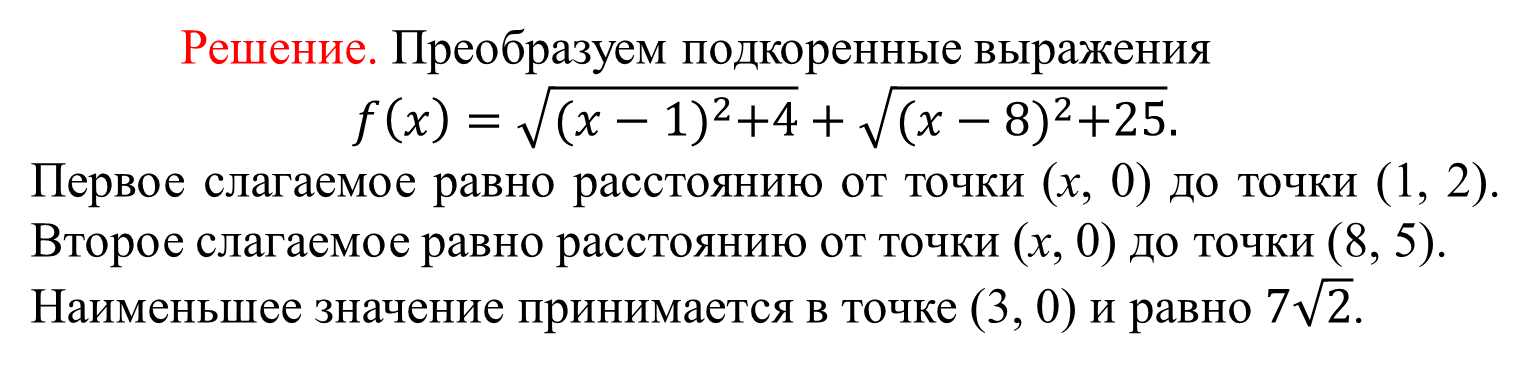 Решение. Преобразуем подкоренные выражения
f(x) = √((x − 1)²+4) + √((x − 8)²+25).
Первое слагаемое равно расстоянию от точки (x, 0) до точки (1, 2).
Второе слагаемое равно расстоянию от точки (x, 0) до точки (8, 5).
Наименьшее значение принимается в точке (3, 0) и равно 7√2.